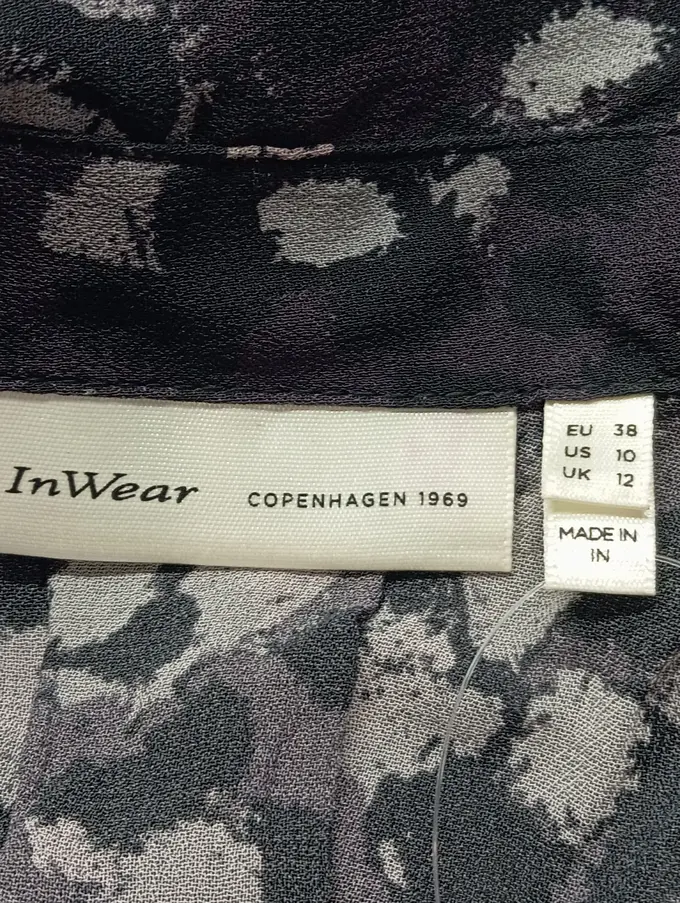 InWear COPENHAGEN 1969
EU 38
US 10
UK 12
MADE IN
IN